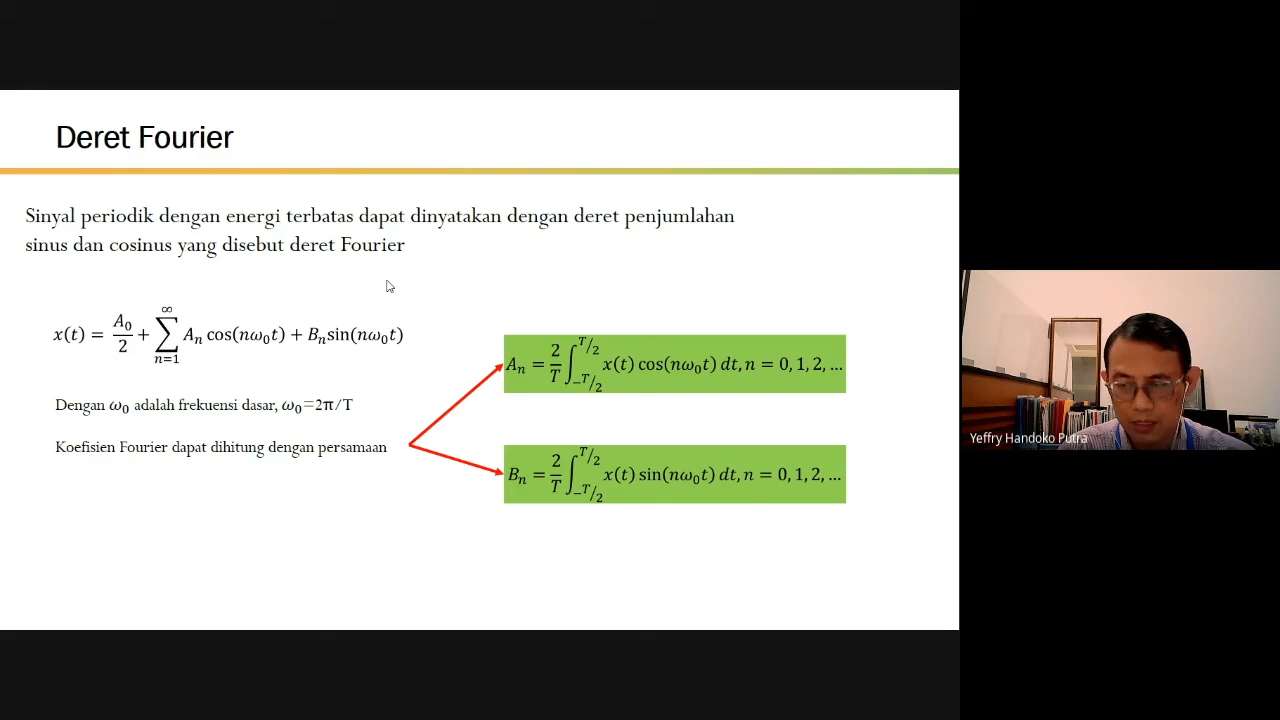 Deret Fourier
Sinyal periodik dengan energi terbatas dapat dinyatakan dengan deret penjumlahan
sinus dan cosinus yang disebut deret Fourier
x(t) = A₀/2 + ∑_{n=1}^{∞} Aₙ cos(nω₀t) + Bₙsin(nω₀t)
Dengan ω₀ adalah frekuensi dasar, ω₀=2π/T
Koefisien Fourier dapat dihitung dengan persamaan
Aₙ = 2/T ∫_{−T/2}^{T/2} x(t) cos(nω₀t) dt, n = 0, 1, 2, …
Bₙ = 2/T ∫_{−T/2}^{T/2} x(t) sin(nω₀t) dt, n = 0, 1, 2, …
Yeffry Handoko Putra